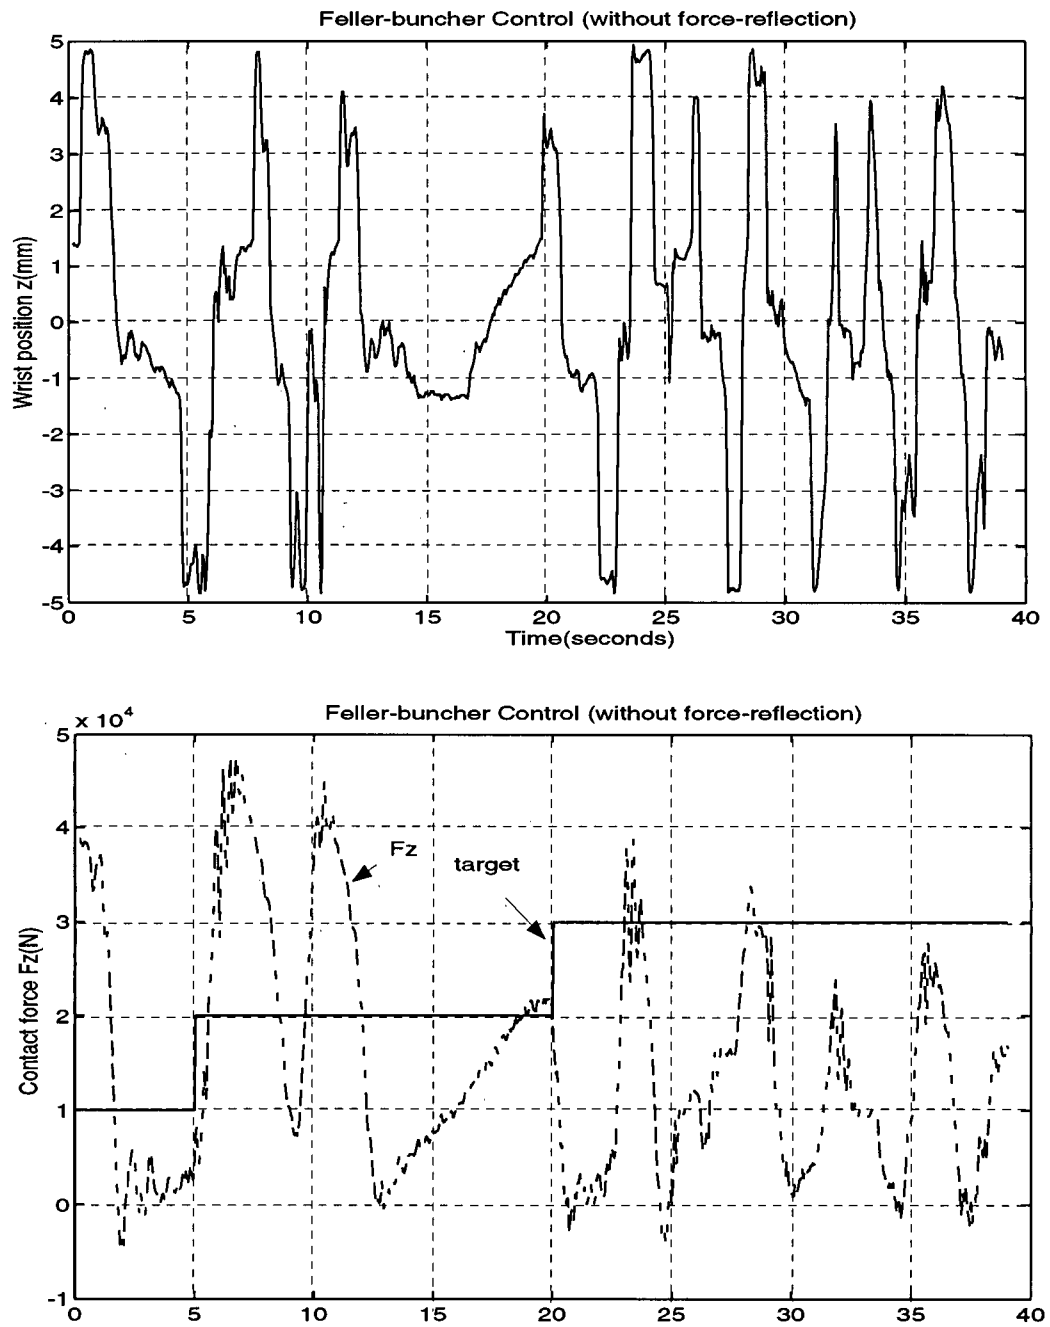 Feller-buncher Control (without force-reflection)
5
4
3
2
1
0
-1
-2
-3
-4
-5
Wrist position z(mm)
0 5 10 15 20 25 30 35 40
Time(seconds)
Feller-buncher Control (without force-reflection)
x 10^4
5
4
3
2
1
0
-1
Contact force Fz(N)
Fz
target
0 5 10 15 20 25 30 35 40